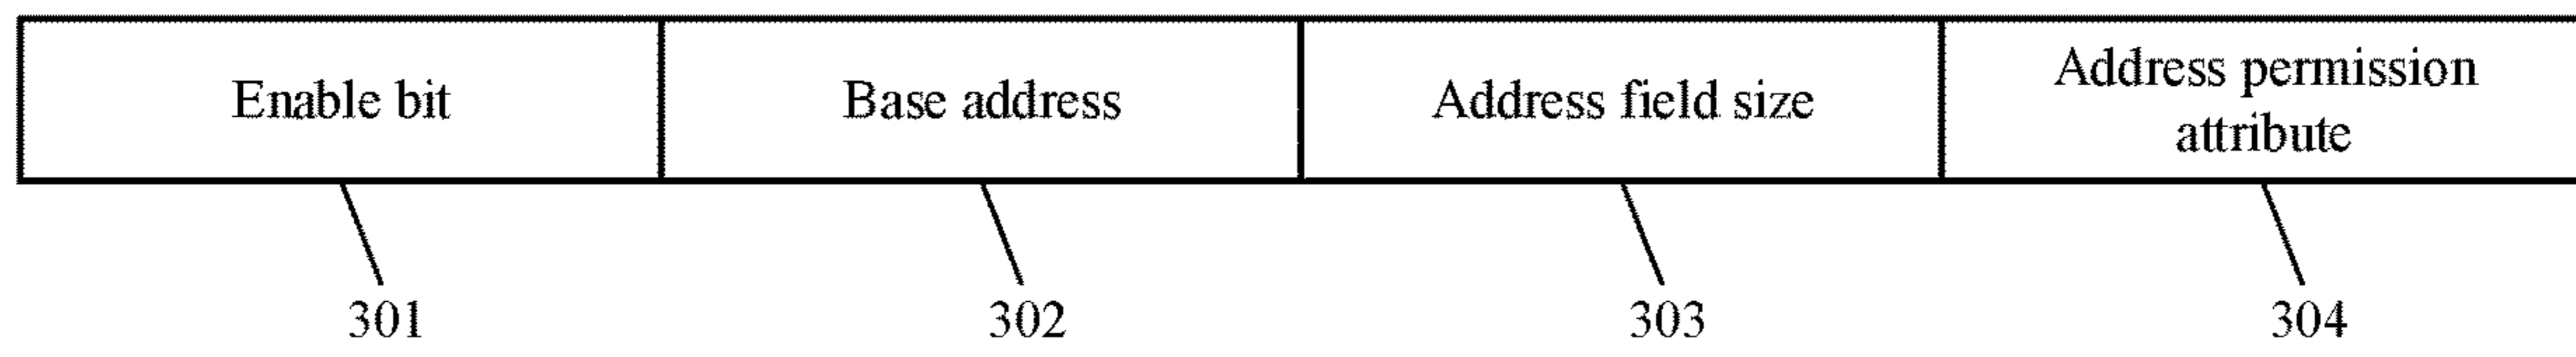 Enable bit
Base address
Address field size
Address permission
attribute
301
302
303
304